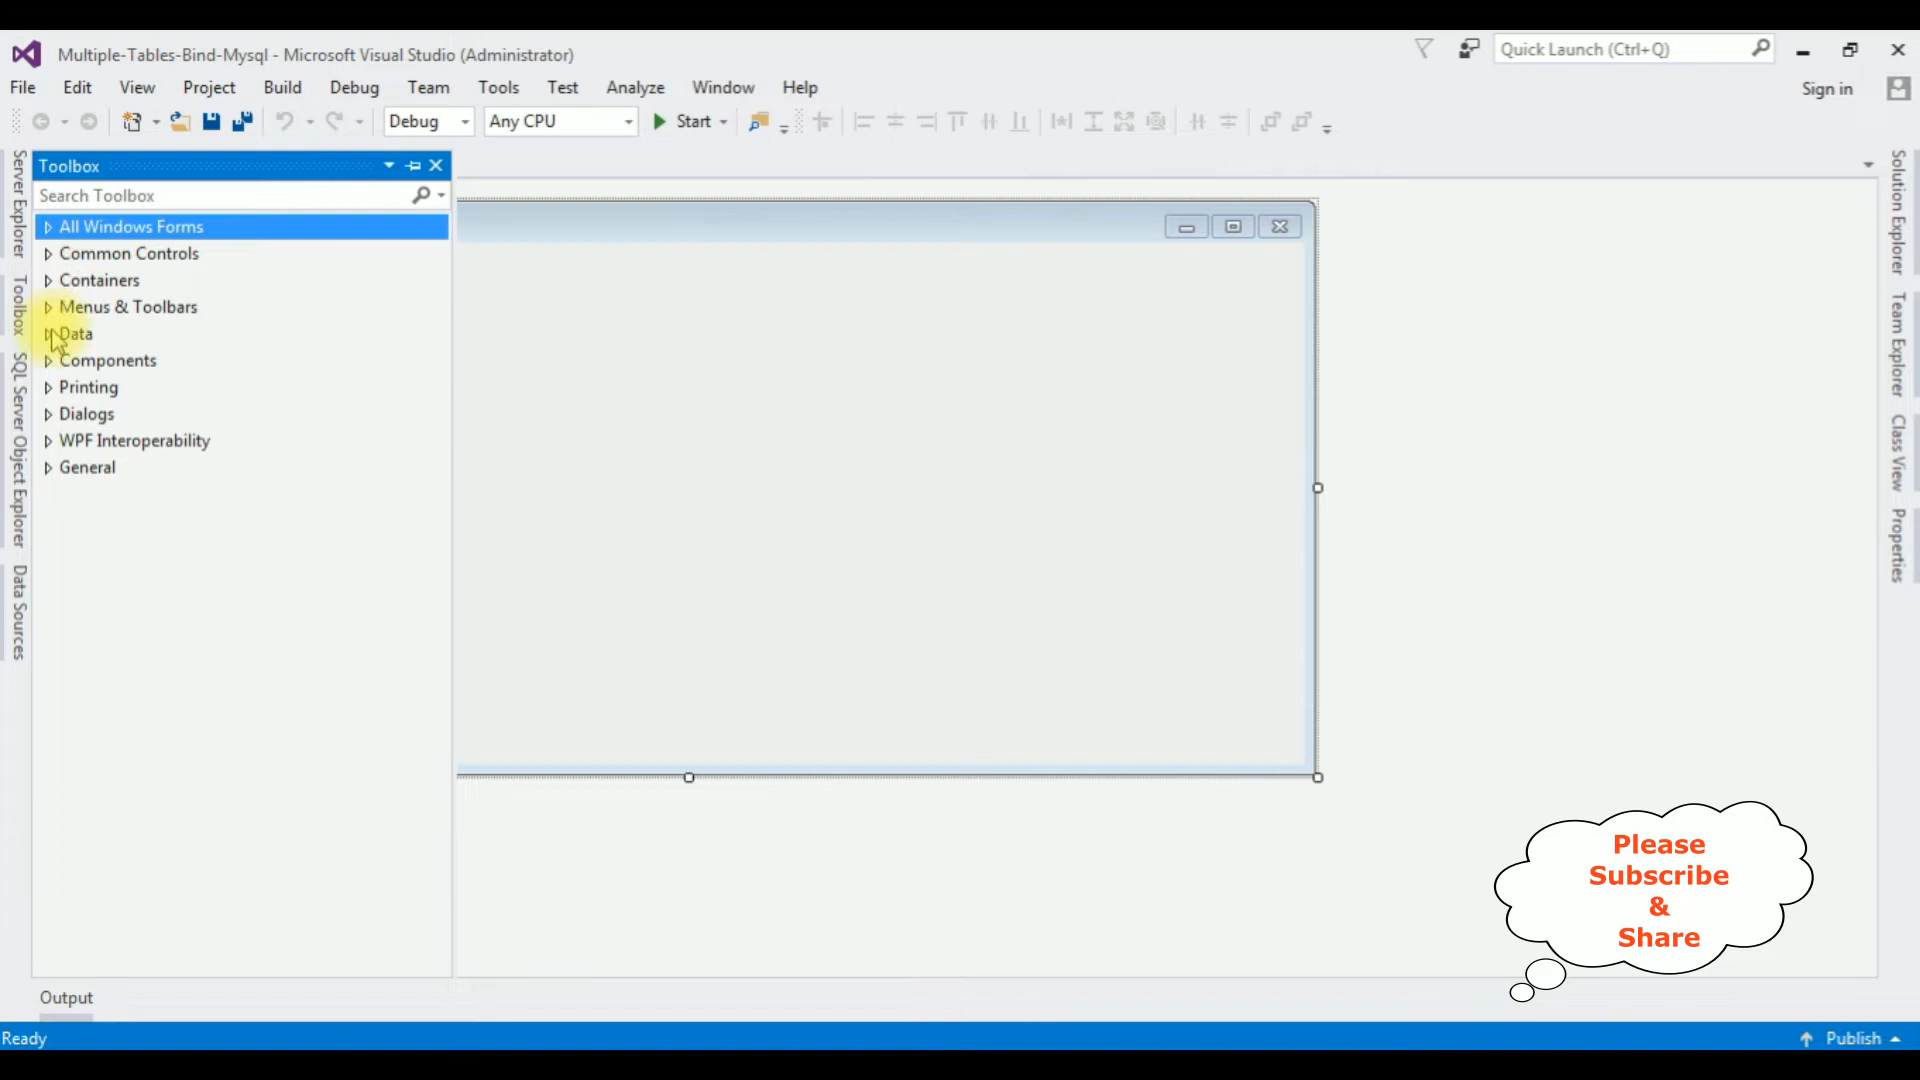 Multiple-Tables-Bind-Mysql - Microsoft Visual Studio (Administrator)
Quick Launch (Ctrl+Q)
File Edit View Project Build Debug Team Tools Test Analyze Window Help
Sign in
Debug Any CPU Start
Server Explorer
Toolbox
SQL Server Object Explorer
Data Sources
Toolbox
Search Toolbox
All Windows Forms
Common Controls
Containers
Menus & Toolbars
Data
Components
Printing
Dialogs
WPF Interoperability
General
Solution Explorer
Team Explorer
Class View
Properties
Please
Subscribe
&
Share
Output
Ready
Publish